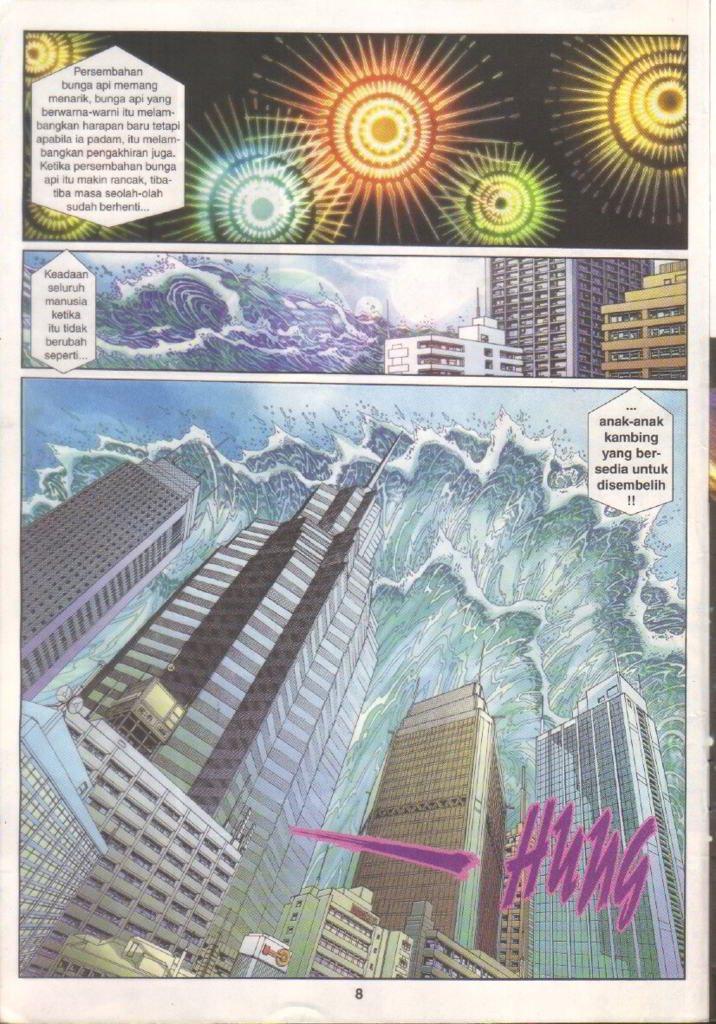 Persembahan
bunga api memang
menarik, bunga api yang
berwarna-warni itu melam-
bangkan harapan baru tetapi
apabila ia padam, itu melam-
bangkan pengakhiran juga.
Ketika persembahan bunga
api itu makin rancak, tiba-
tiba masa seolah-olah
sudah berhenti...
Keadaan
seluruh
manusia
ketika
itu tidak
berubah
seperti...
...
anak-anak
kambing
yang ber-
sedia untuk
disembelih
!!
HUNG
8